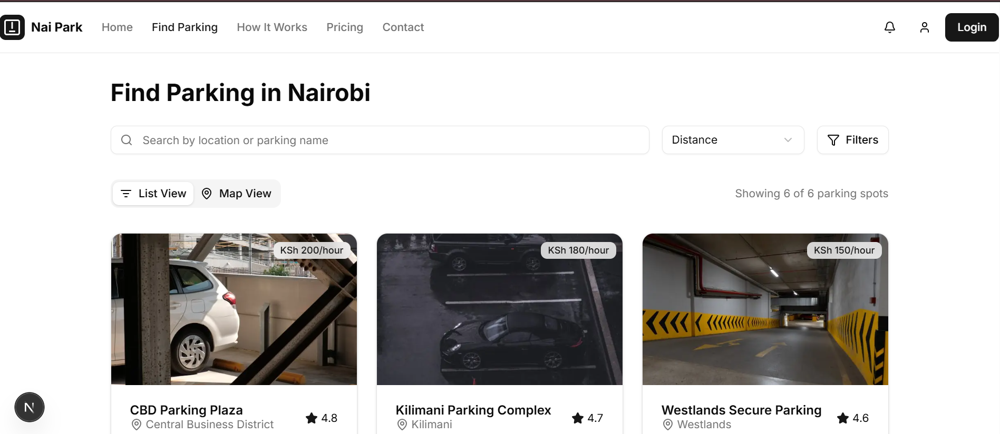 Nai Park Home Find Parking How It Works Pricing Contact Login
Find Parking in Nairobi
Search by location or parking name Distance Filters
List View Map View Showing 6 of 6 parking spots
KSh 200/hour KSh 180/hour KSh 150/hour
CBD Parking Plaza 4.8 Kilimani Parking Complex 4.7 Westlands Secure Parking 4.6
Central Business District Kilimani Westlands
N